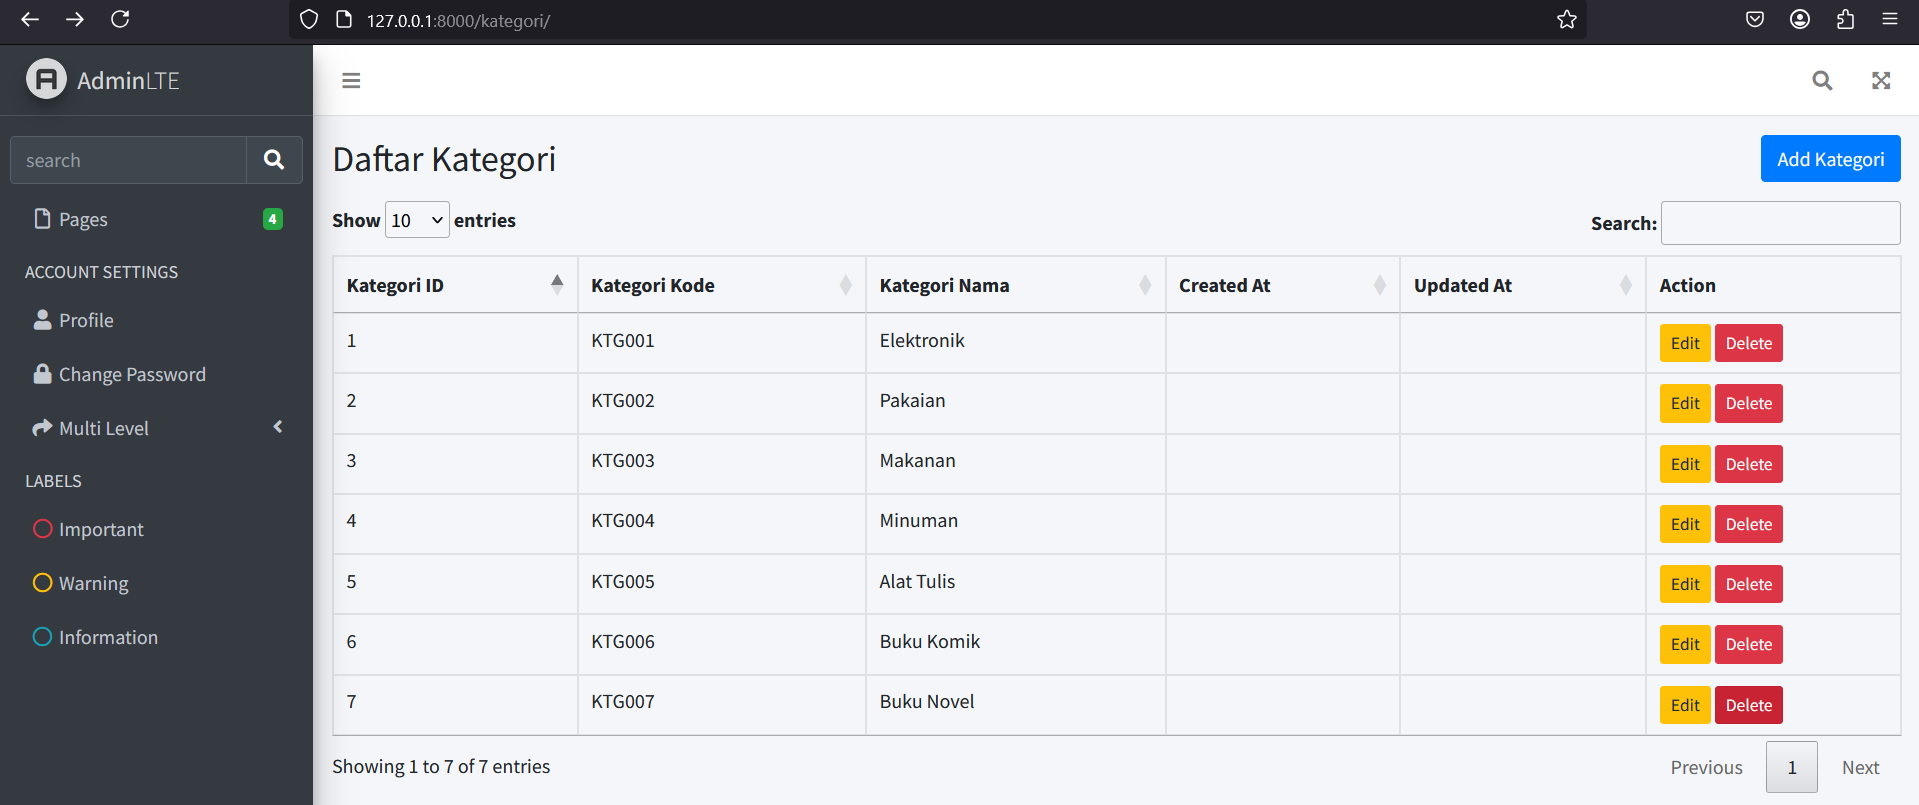 127.0.0.1:8000/kategori/
AdminLTE
search
Pages 4
ACCOUNT SETTINGS
Profile
Change Password
Multi Level
LABELS
Important
Warning
Information
Daftar Kategori
Add Kategori
Show 10 entries
Search:
Kategori ID Kategori Kode Kategori Nama Created At Updated At Action
1 KTG001 Elektronik Edit Delete
2 KTG002 Pakaian Edit Delete
3 KTG003 Makanan Edit Delete
4 KTG004 Minuman Edit Delete
5 KTG005 Alat Tulis Edit Delete
6 KTG006 Buku Komik Edit Delete
7 KTG007 Buku Novel Edit Delete
Showing 1 to 7 of 7 entries
Previous 1 Next